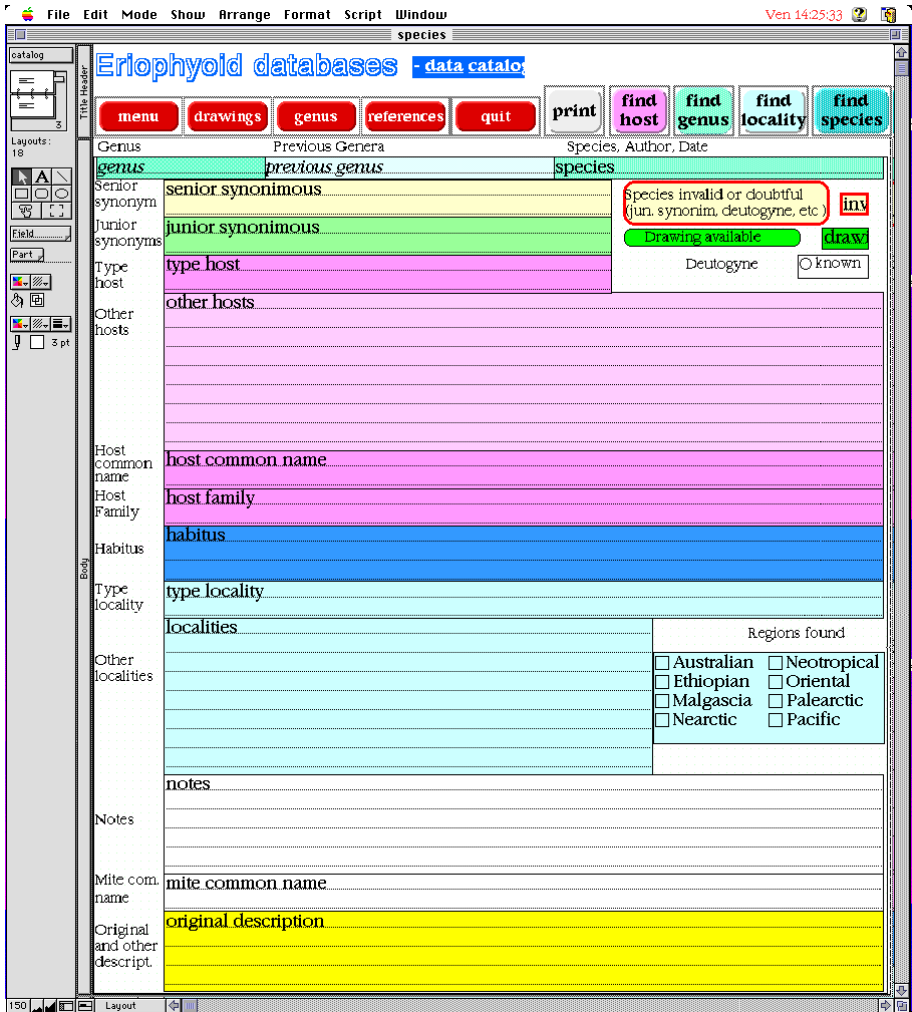 File Edit Mode Show Arrange Format Script Window Ven 14:25:33
species
catalog
3
Layouts:
18
A
Field
Part
3 pt
Title Header
Body
Eriophyoid databases - data catalog
menu drawings genus references quit print find host find genus find locality find species
Genus Previous Genera Species, Author, Date
genus previous genus species
Senior synonym senior synonimous
Species invalid or doubtful
(jun. synonim, deutogyne, etc ) inv
Junior synonyms junior synonimous
Drawing available draw
Type host type host
Deutogyne known
Other hosts other hosts
Host common name host common name
Host Family host family
Habitus habitus
Type locality type locality
Other localities localities
Regions found
Australian Neotropical
Ethiopian Oriental
Malgascia Palearctic
Nearctic Pacific
Notes notes
Mite com. name mite common name
Original and other descript. original description
150 Layout